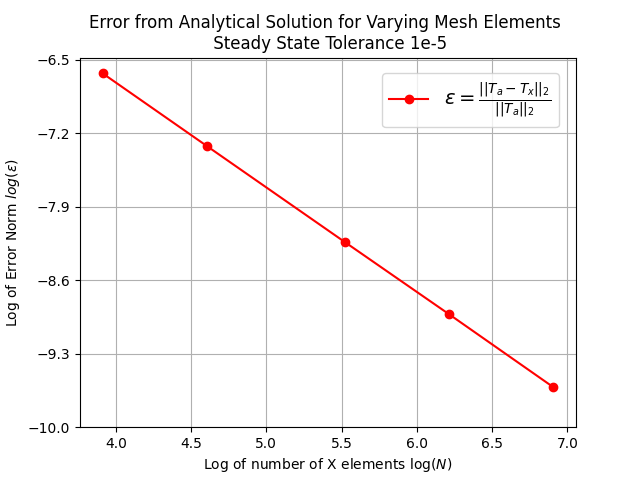 Error from Analytical Solution for Varying Mesh Elements
Steady State Tolerance 1e-5
ε = ||Tₐ − Tₓ||₂ / ||Tₐ||₂
−6.5
−7.2
−7.9
−8.6
−9.3
−10.0
Log of Error Norm log(ε)
4.0 4.5 5.0 5.5 6.0 6.5 7.0
Log of number of X elements log(N)